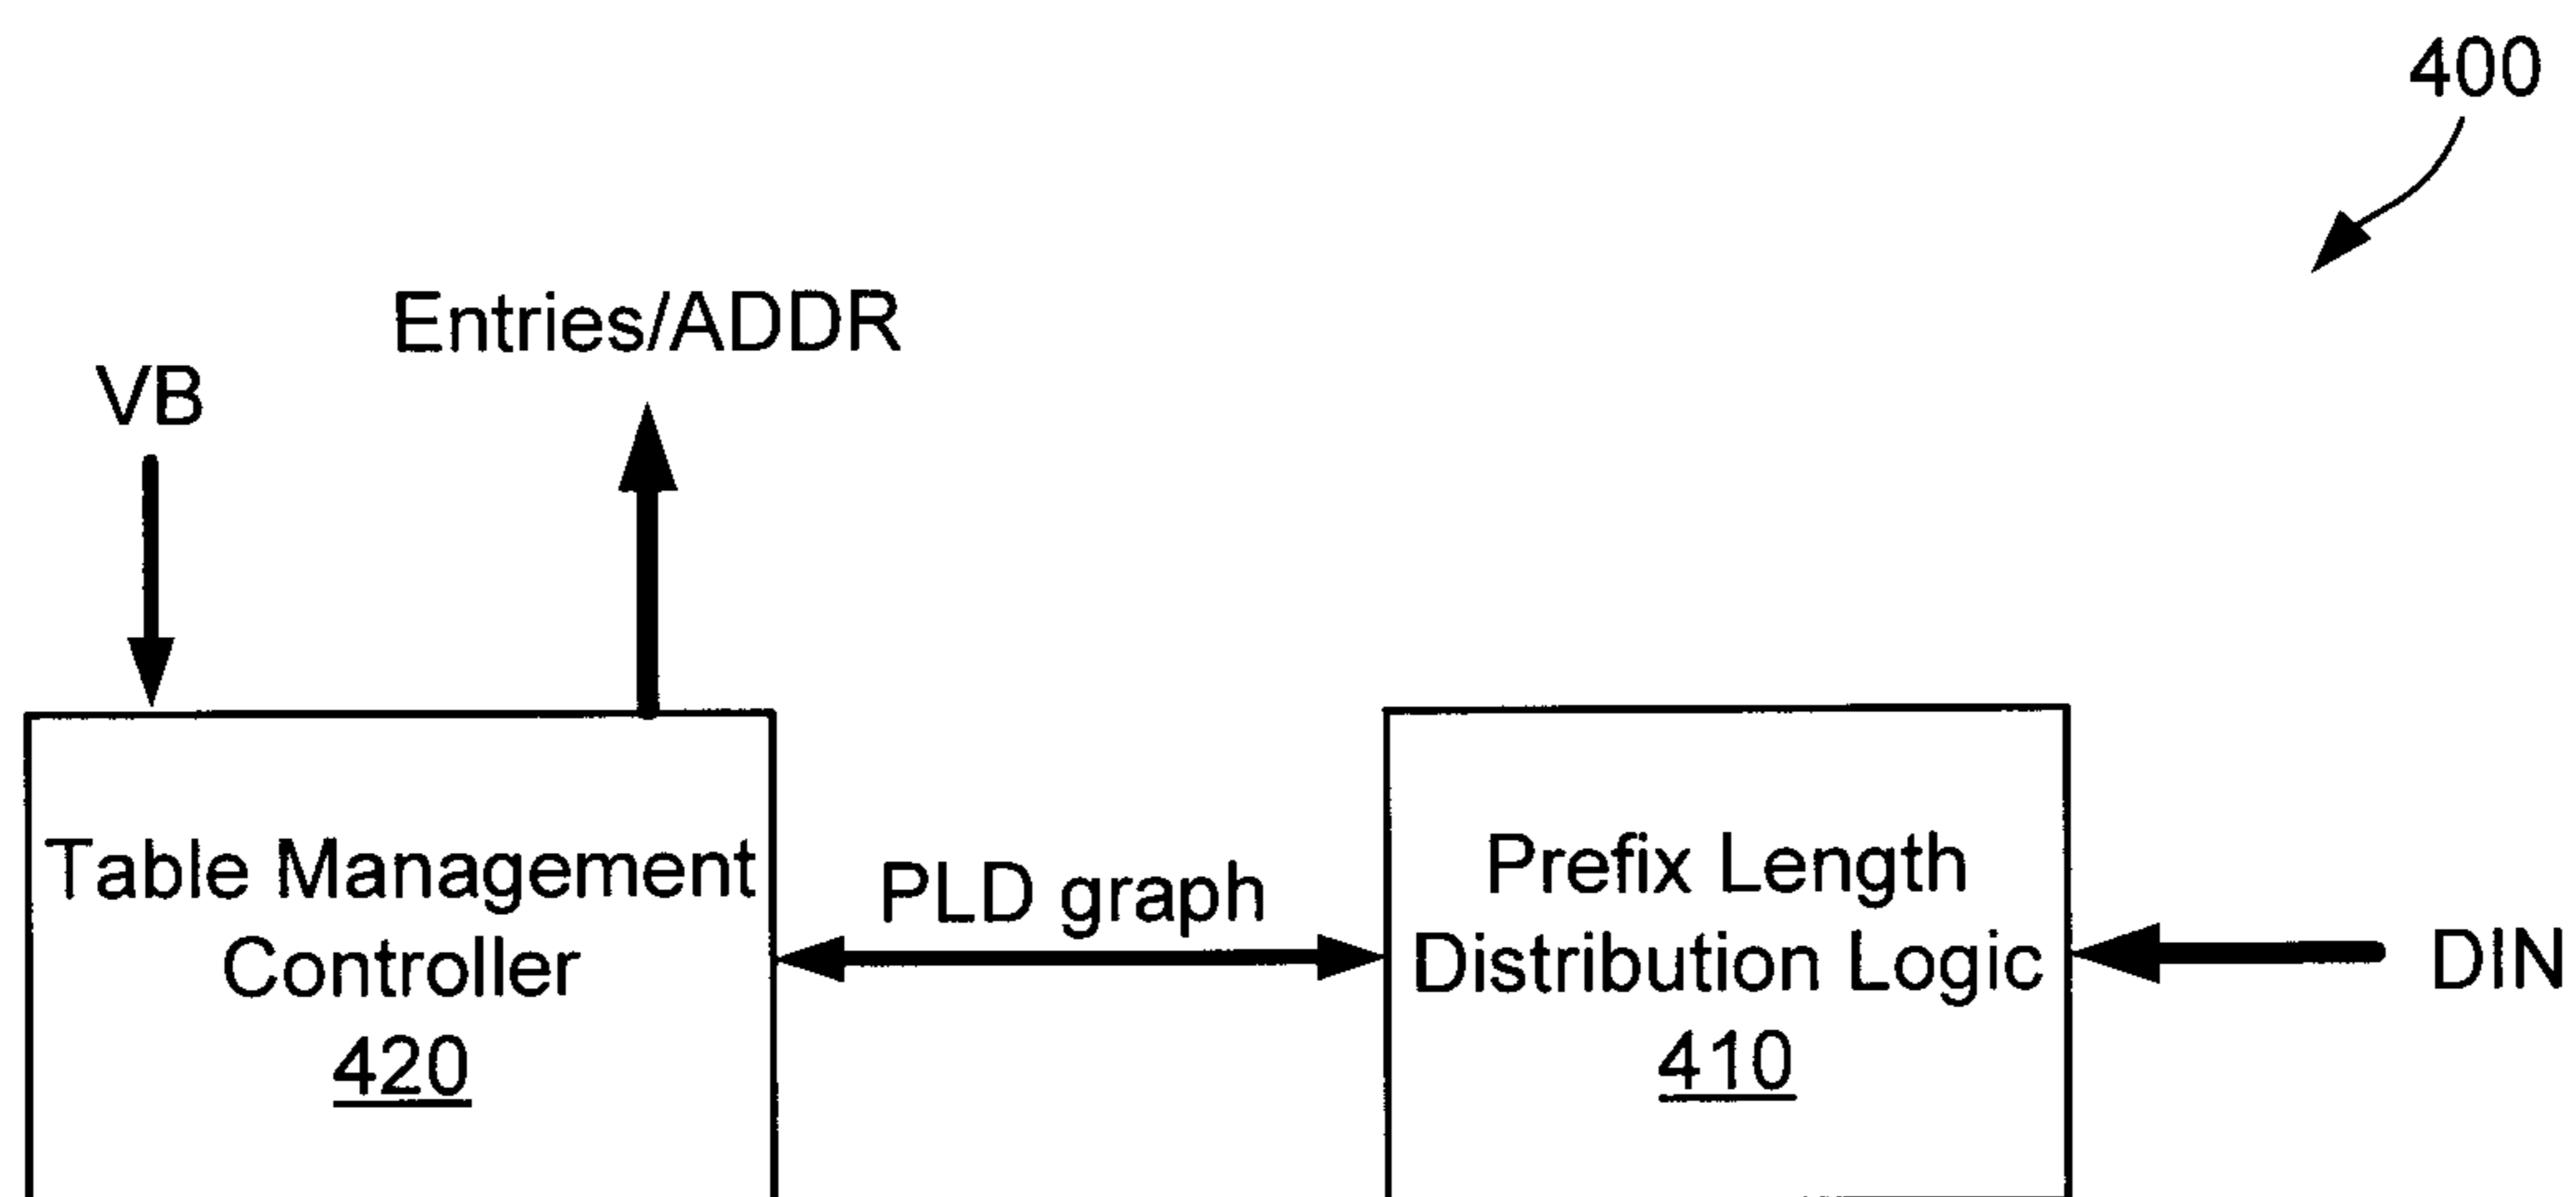 400
Entries/ADDR
VB
Table Management
Controller
420
PLD graph
Prefix Length
Distribution Logic
410
DIN